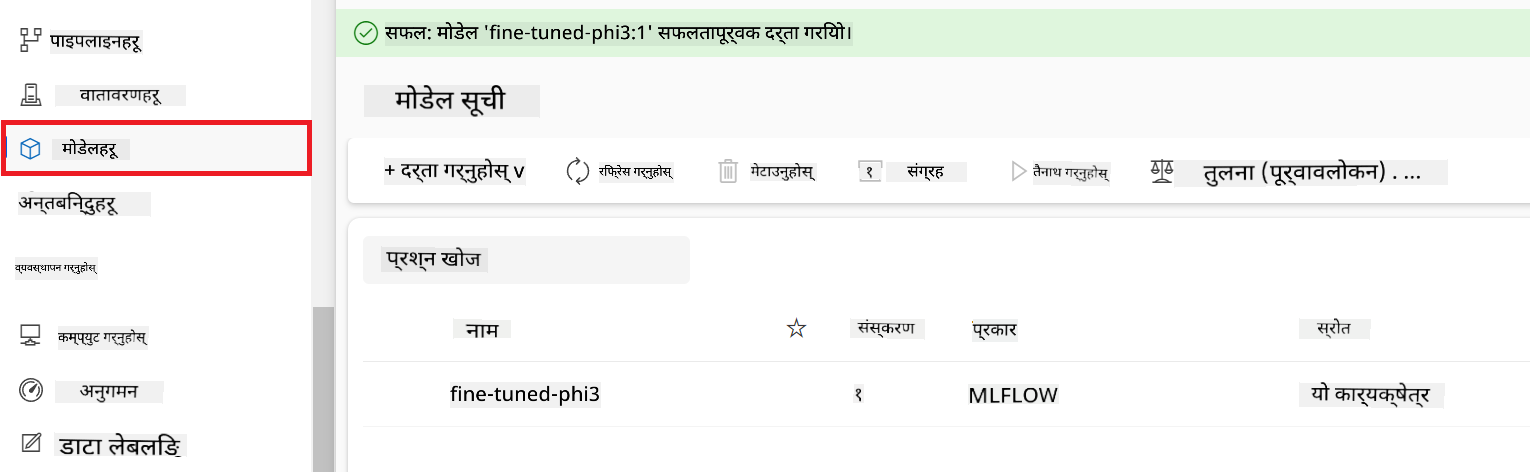 पाइपलाइनहरू
वातावरणहरू
मोडेलहरू
अन्तबिन्दुहरू
व्यवस्थापन गर्नुहोस्
कम्प्युट गर्नुहोस्
अनुगमन
डाटा लेबलिङ
सफल: मोडेल 'fine-tuned-phi3:1' सफलतापूर्वक दर्ता गरियो।
मोडेल सूची
+ दर्ता गर्नुहोस् v रिफ्रेस गर्नुहोस् मेटाउनुहोस् १ संग्रह तैनाथ गर्नुहोस् तुलना (पूर्वावलोकन) . ...
प्रश्न खोज
नाम संस्करण प्रकार स्रोत
fine-tuned-phi3 १ MLFLOW यो कार्यक्षेत्र